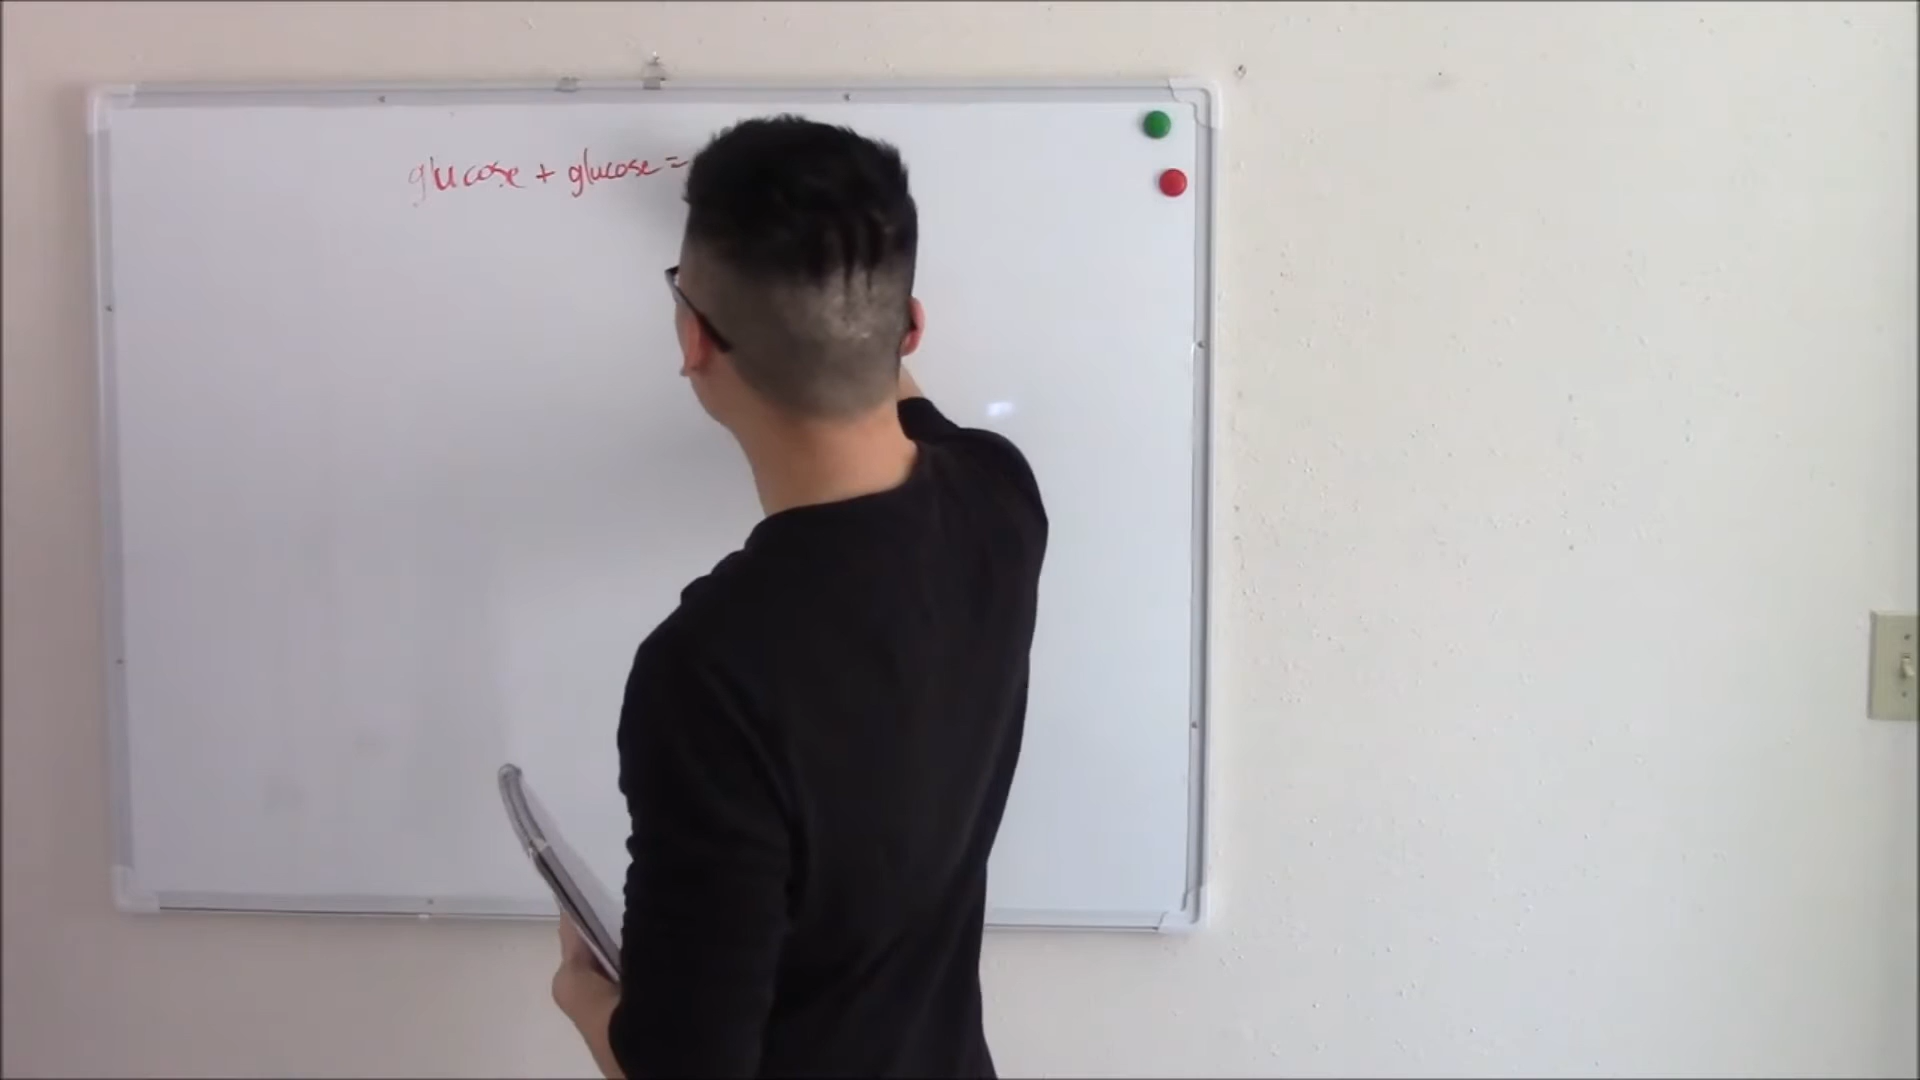 glucose + glucose =